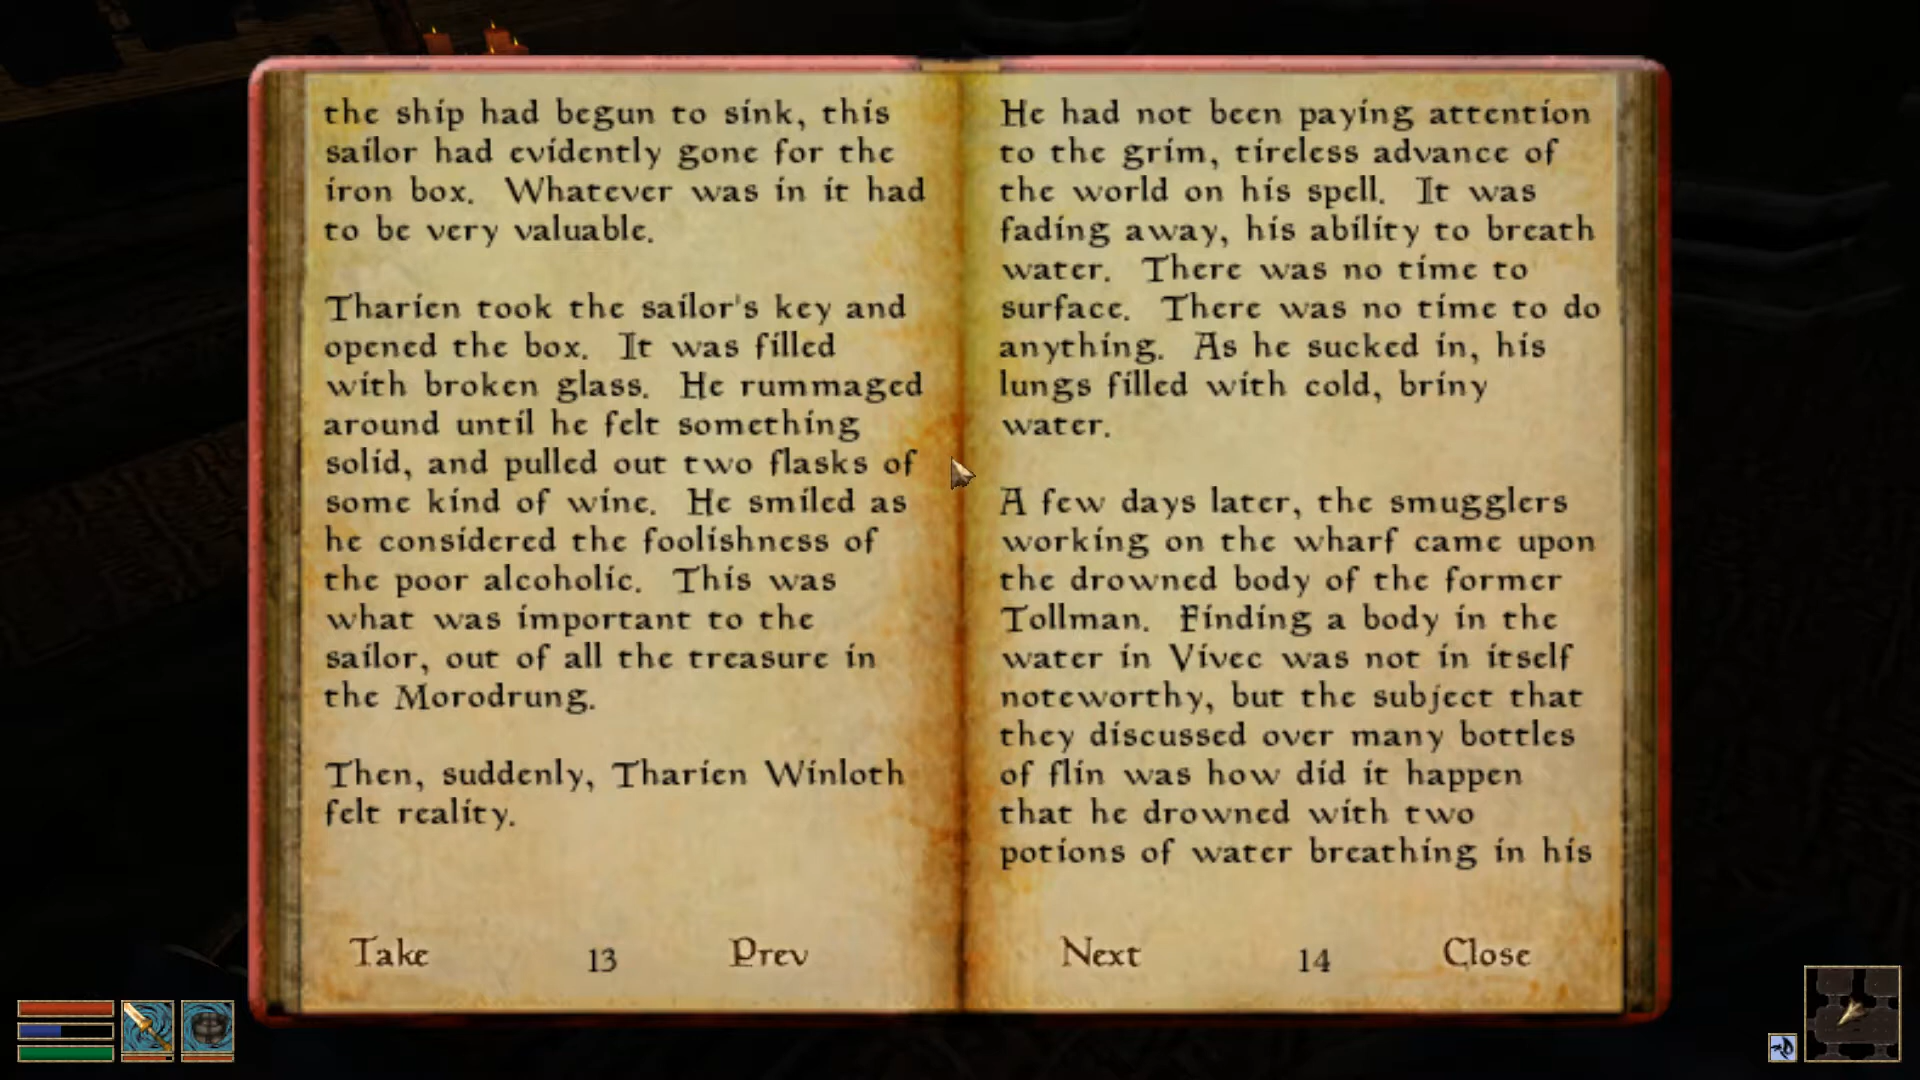 the ship had begun to sink, this
sailor had evidently gone for the
iron box. Whatever was in it had
to be very valuable.
Tharien took the sailor's key and
opened the box. It was filled
with broken glass. He rummaged
around until he felt something
solid, and pulled out two flasks of
some kind of wine. He smiled as
he considered the foolishness of
the poor alcoholic. This was
what was important to the
sailor, out of all the treasure in
the Morodrung.
Then, suddenly, Tharien Winloth
felt reality.
He had not been paying attention
to the grim, tireless advance of
the world on his spell. It was
fading away, his ability to breath
water. There was no time to
surface. There was no time to do
anything. As he sucked in, his
lungs filled with cold, briny
water.
A few days later, the smugglers
working on the wharf came upon
the drowned body of the former
Tollman. Finding a body in the
water in Vivec was not in itself
noteworthy, but the subject that
they discussed over many bottles
of flin was how did it happen
that he drowned with two
potions of water breathing in his
Take 13 Prev Next 14 Close